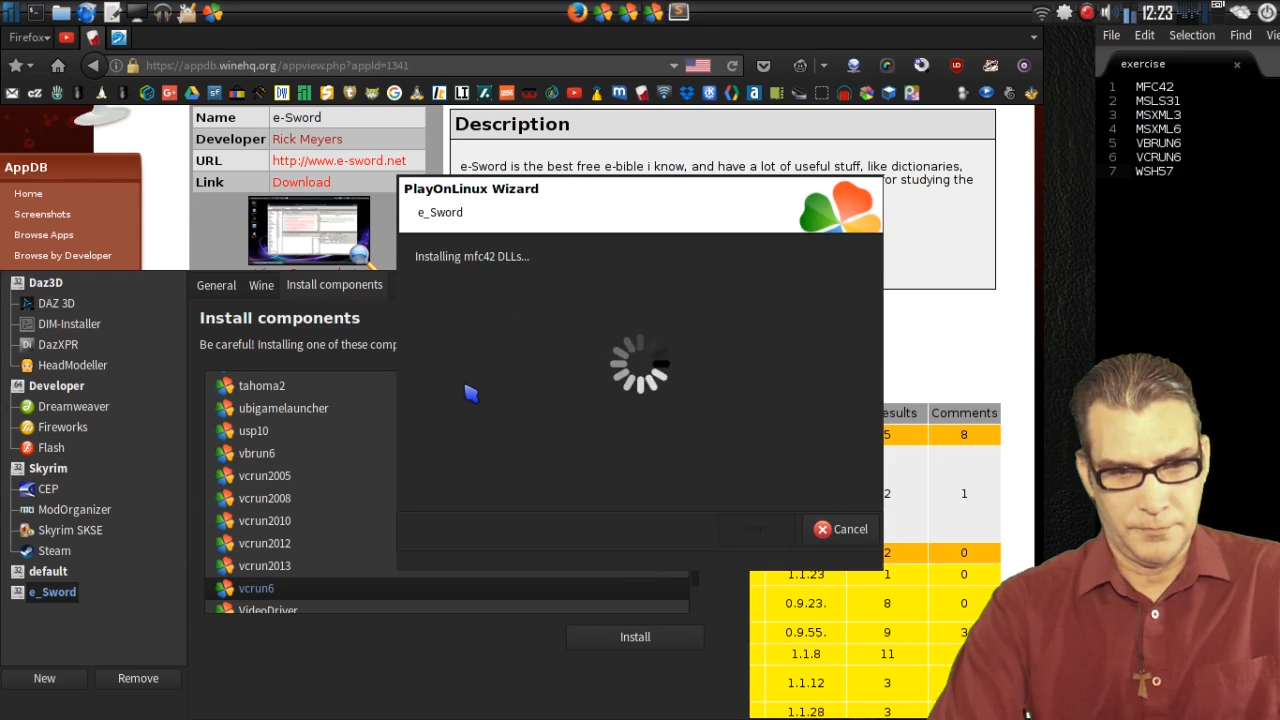 12:23
Firefox▾
File Edit Selection Find
https://appdb.winehq.org/appview.php?appId=1341
exercise
1 MFC42
2 MSLS31
3 MSXML3
4 MSXML6
5 VBRUN6
6 VCRUN6
7 WSH57
Name e-Sword
Developer Rick Meyers
URL http://www.e-sword.net
Link Download
Description
e-Sword is the best free e-bible i know, and have a lot of useful stuff, like dictionaries,
for studying the
AppDB
Home
Screenshots
Browse Apps
Browse by Developer
PlayOnLinux Wizard
e_Sword
Installing mfc42 DLLs...
Next
Cancel
Daz3D
DAZ 3D
DIM-Installer
DazXPR
HeadModeller
Developer
Dreamweaver
Fireworks
Flash
Skyrim
CEP
ModOrganizer
Skyrim SKSE
Steam
default
e_Sword
New Remove
General Wine Install components
Install components
Be careful! Installing one of these comp
tahoma2
ubigamelauncher
usp10
vbrun6
vcrun2005
vcrun2008
vcrun2010
vcrun2012
vcrun2013
vcrun6
VideoDriver
Install
Comments
5 8
2 1
2 0
1.1.23 1 0
0.9.23. 8 0
0.9.55. 9 3
1.1.8 11
1.1.12 3
1.1.28 3